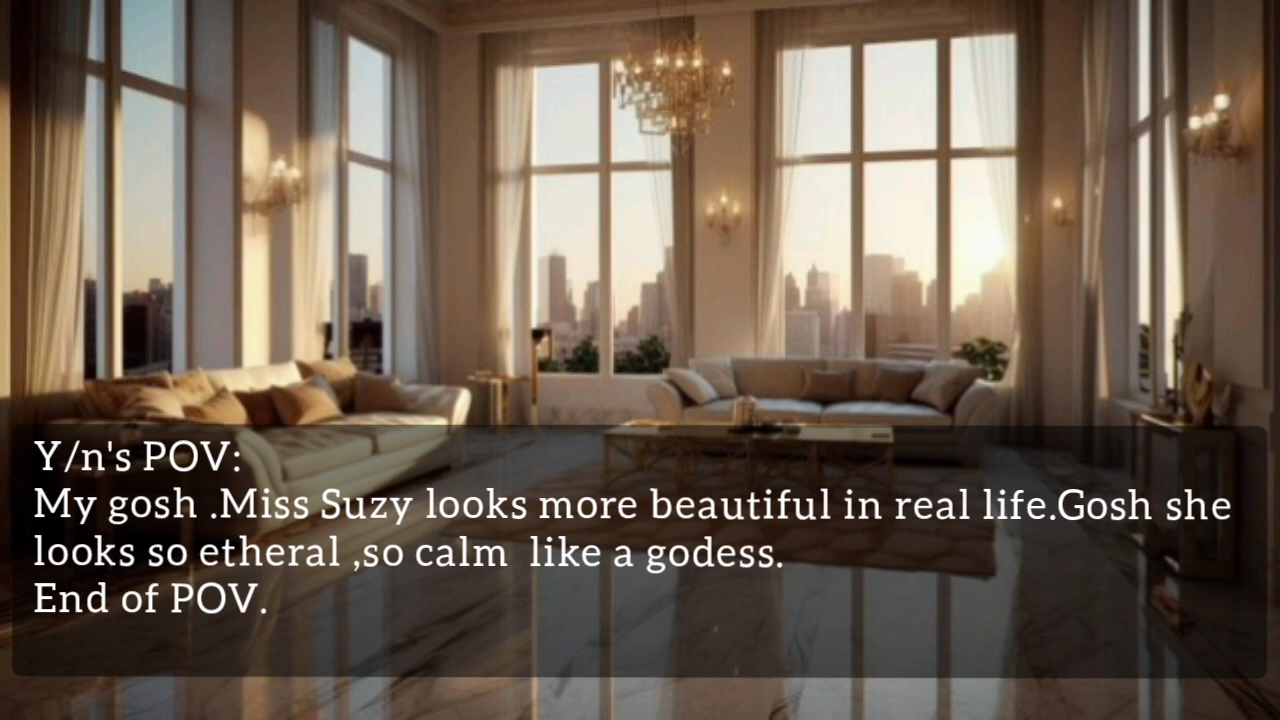 Y/n's POV:
My gosh .Miss Suzy looks more beautiful in real life.Gosh she
looks so etheral ,so calm  like a godess.
End of POV.